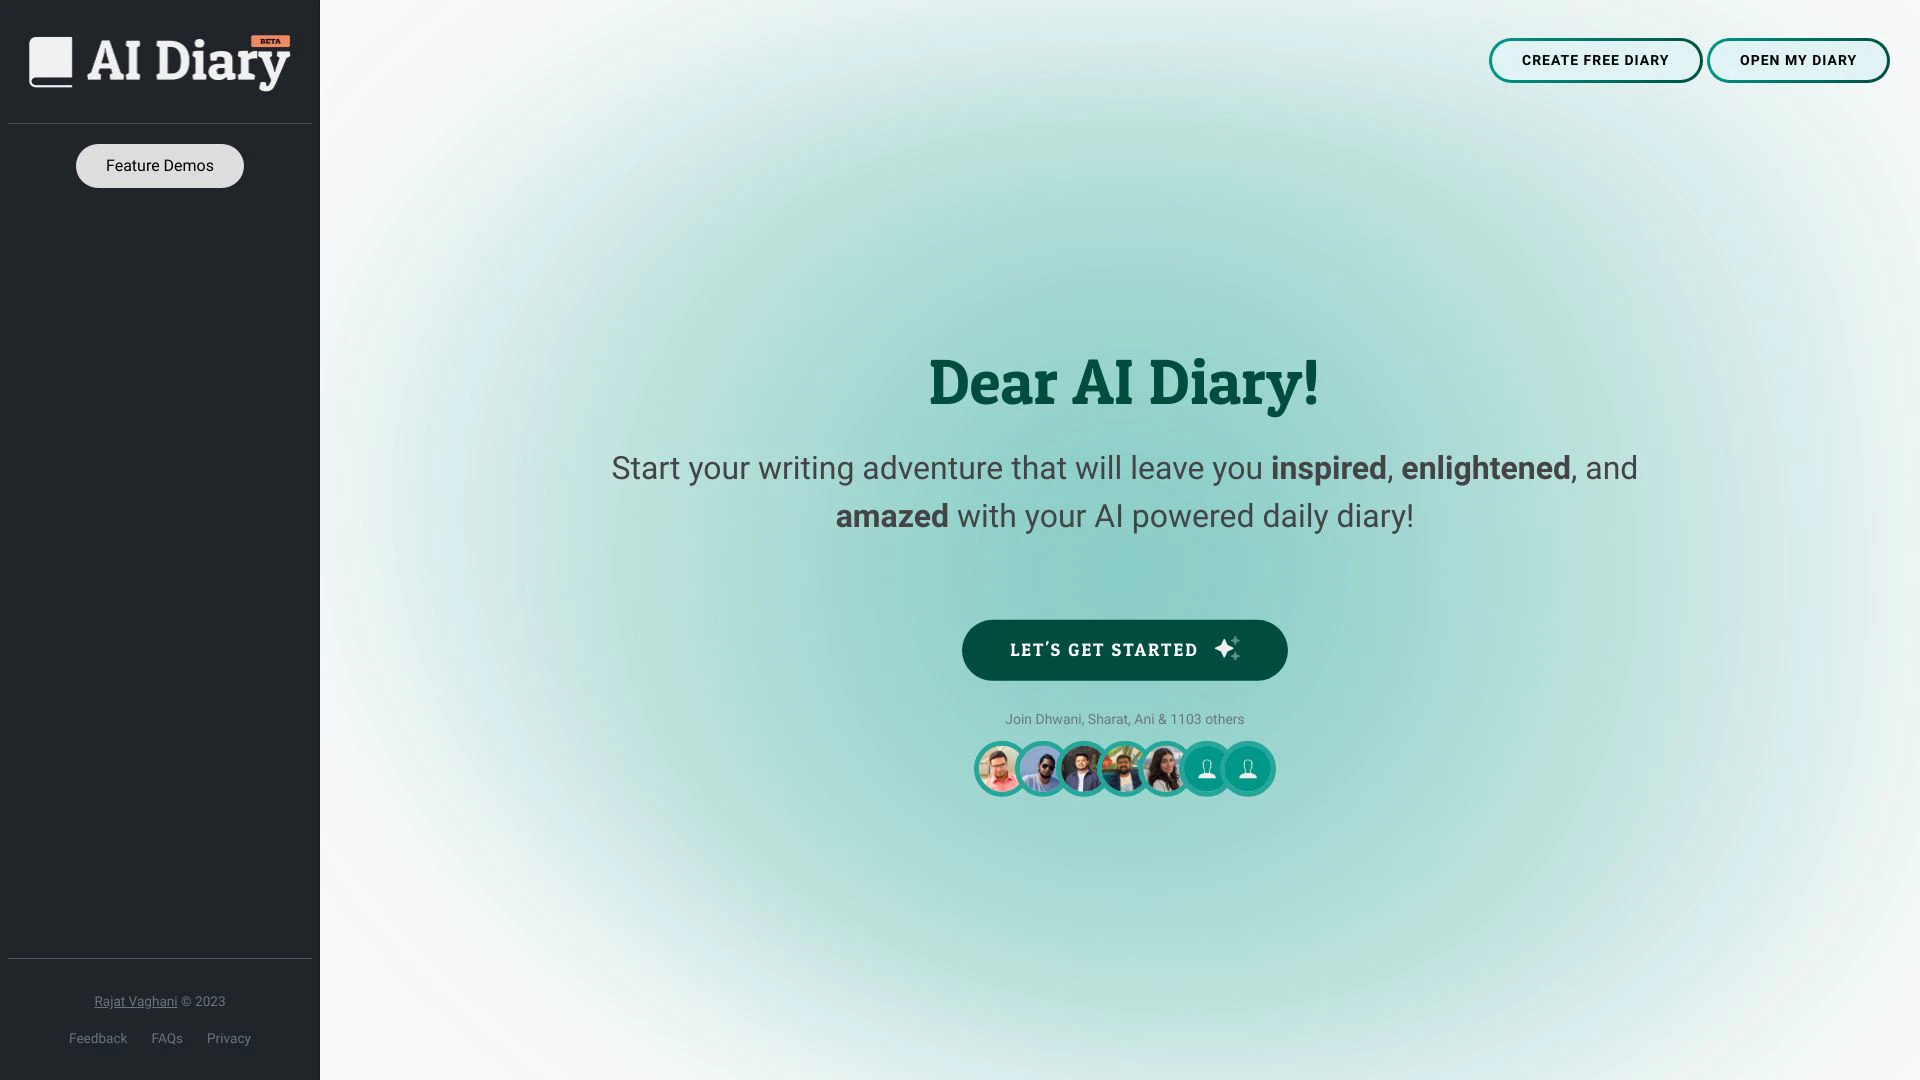 AI Diary
BETA
Feature Demos
Rajat Vaghani © 2023
Feedback FAQs Privacy
CREATE FREE DIARY OPEN MY DIARY
Dear AI Diary!
Start your writing adventure that will leave you inspired, enlightened, and
amazed with your AI powered daily diary!
LET'S GET STARTED
Join Dhwani, Sharat, Ani & 1103 others